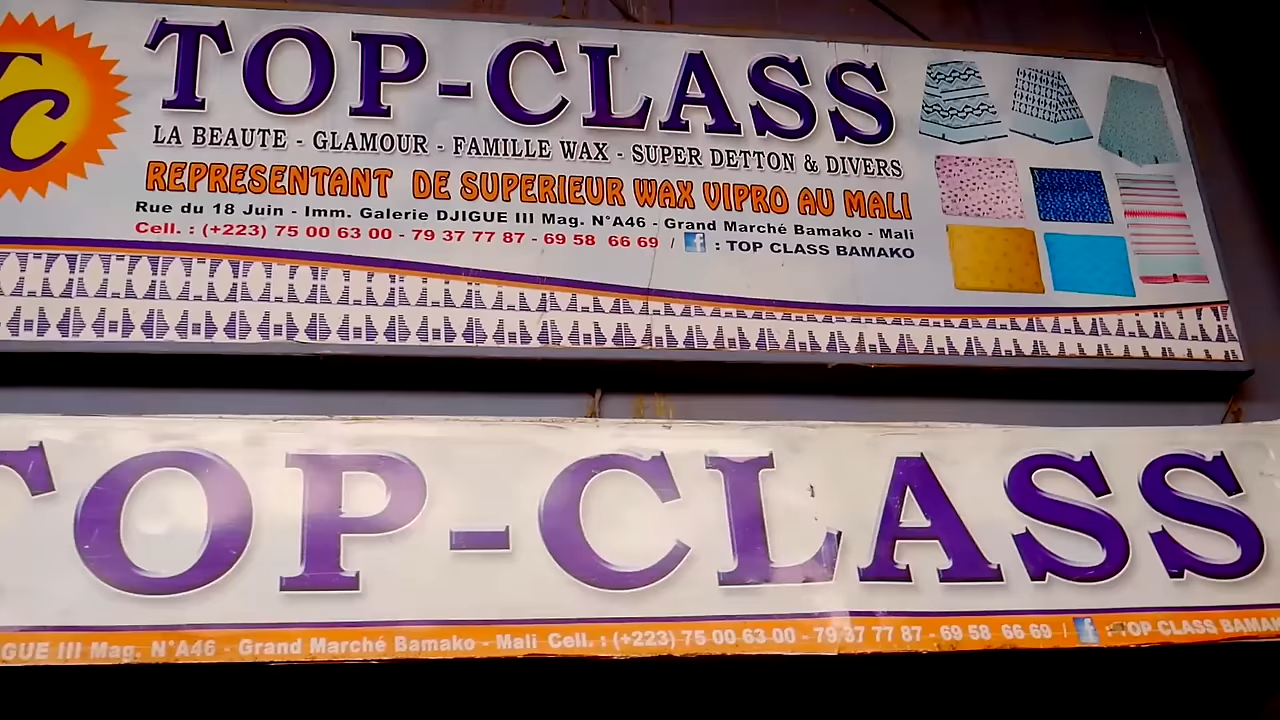 TC
TOP-CLASS
LA BEAUTE - GLAMOUR - FAMILLE WAX - SUPER DETTON & DIVERS
REPRESENTANT DE SUPERIEUR WAX VIPRO AU MALI
Rue du 18 Juin - Imm. Galerie DJIGUE III Mag. N°A46 - Grand Marché Bamako - Mali
Cell. : (+223) 75 00 63 00 - 79 37 77 87 - 69 58 66 69 / f : TOP CLASS BAMAKO
TOP-CLASS
GUE III Mag. N°A46 - Grand Marché Bamako - Mali Cell. : (+223) 75 00 63 00 - 79 37 77 87 - 69 58 66 69 / f : TOP CLASS BAMAK